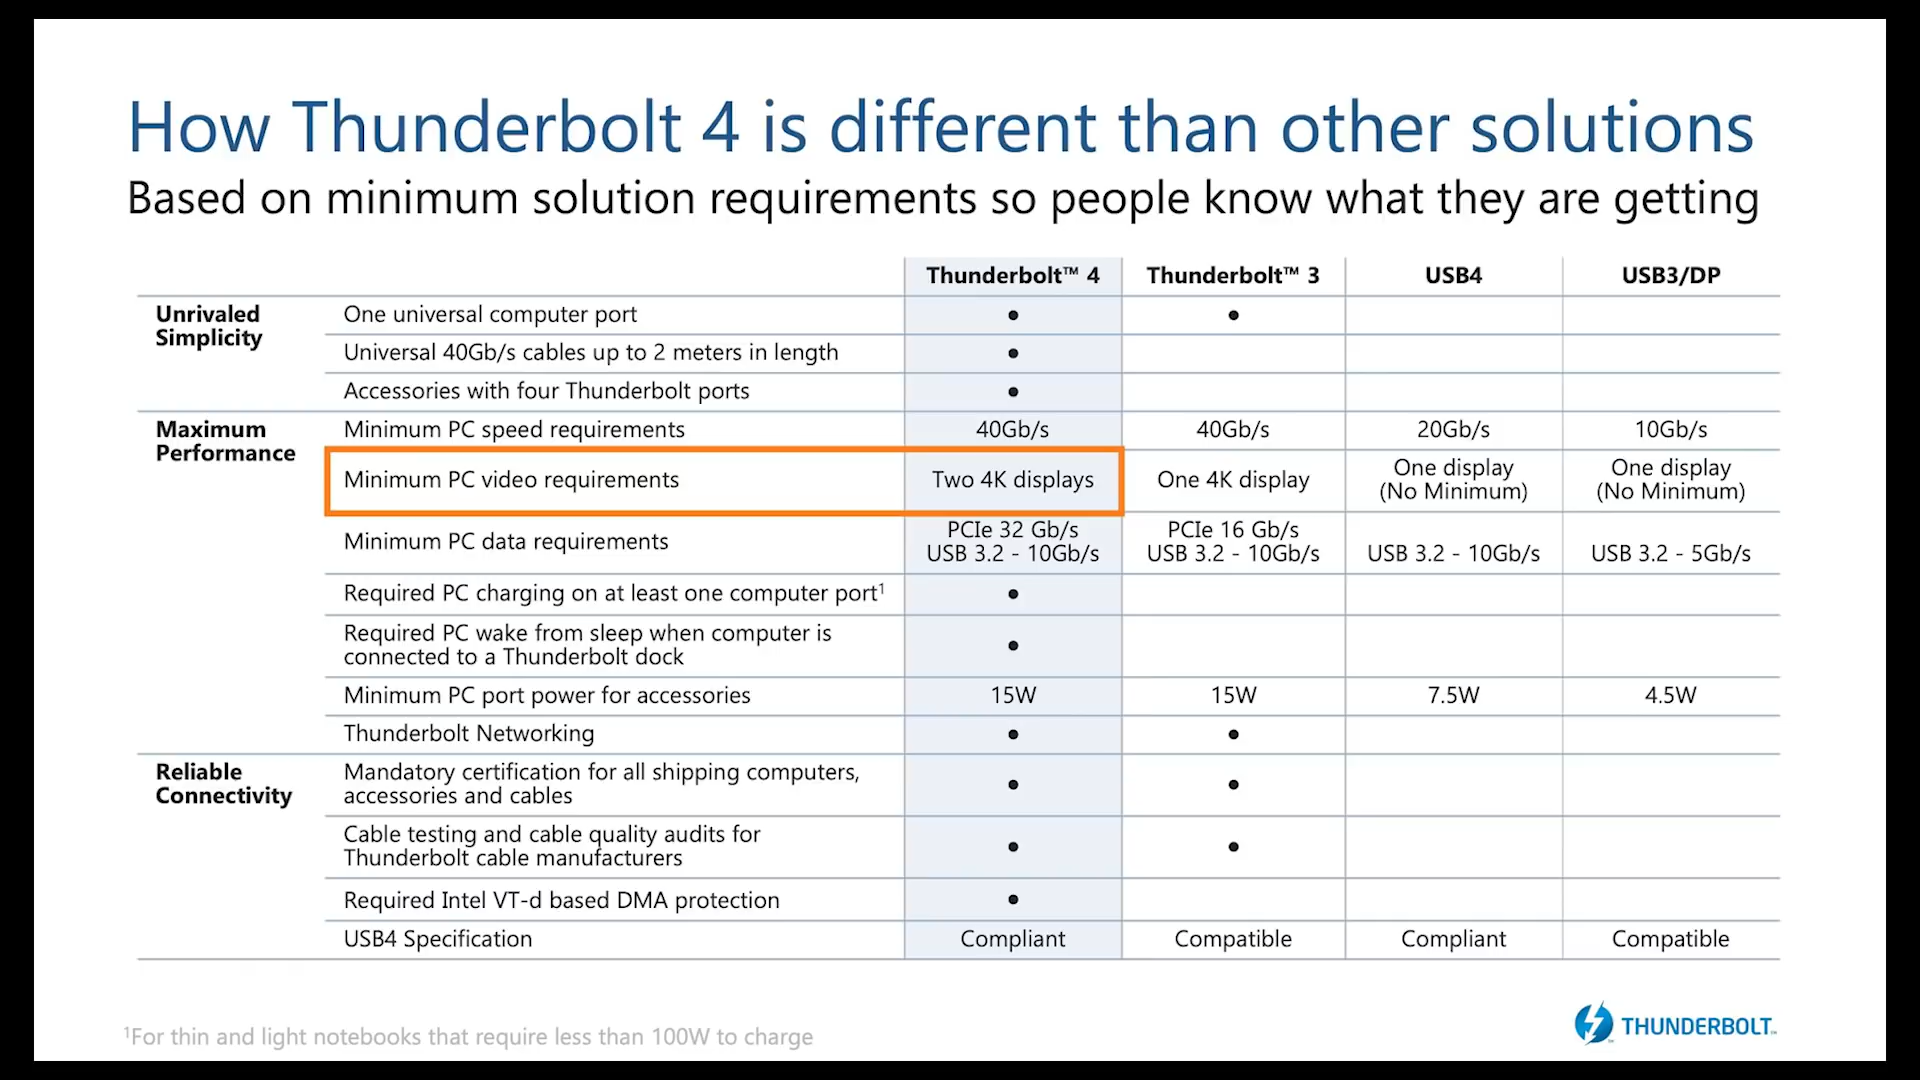 How Thunderbolt 4 is different than other solutions
Based on minimum solution requirements so people know what they are getting
Thunderbolt™ 4 Thunderbolt™ 3 USB4 USB3/DP
Unrivaled
Simplicity
One universal computer port • •
Universal 40Gb/s cables up to 2 meters in length •
Accessories with four Thunderbolt ports •
Maximum
Performance
Minimum PC speed requirements 40Gb/s 40Gb/s 20Gb/s 10Gb/s
Minimum PC video requirements Two 4K displays One 4K display One display
(No Minimum) One display
(No Minimum)
Minimum PC data requirements PCIe 32 Gb/s
USB 3.2 - 10Gb/s PCIe 16 Gb/s
USB 3.2 - 10Gb/s USB 3.2 - 10Gb/s USB 3.2 - 5Gb/s
Required PC charging on at least one computer port¹ •
Required PC wake from sleep when computer is
connected to a Thunderbolt dock •
Minimum PC port power for accessories 15W 15W 7.5W 4.5W
Thunderbolt Networking • •
Reliable
Connectivity
Mandatory certification for all shipping computers,
accessories and cables • •
Cable testing and cable quality audits for
Thunderbolt cable manufacturers • •
Required Intel VT-d based DMA protection •
USB4 Specification Compliant Compatible Compliant Compatible
¹For thin and light notebooks that require less than 100W to charge
THUNDERBOLT™